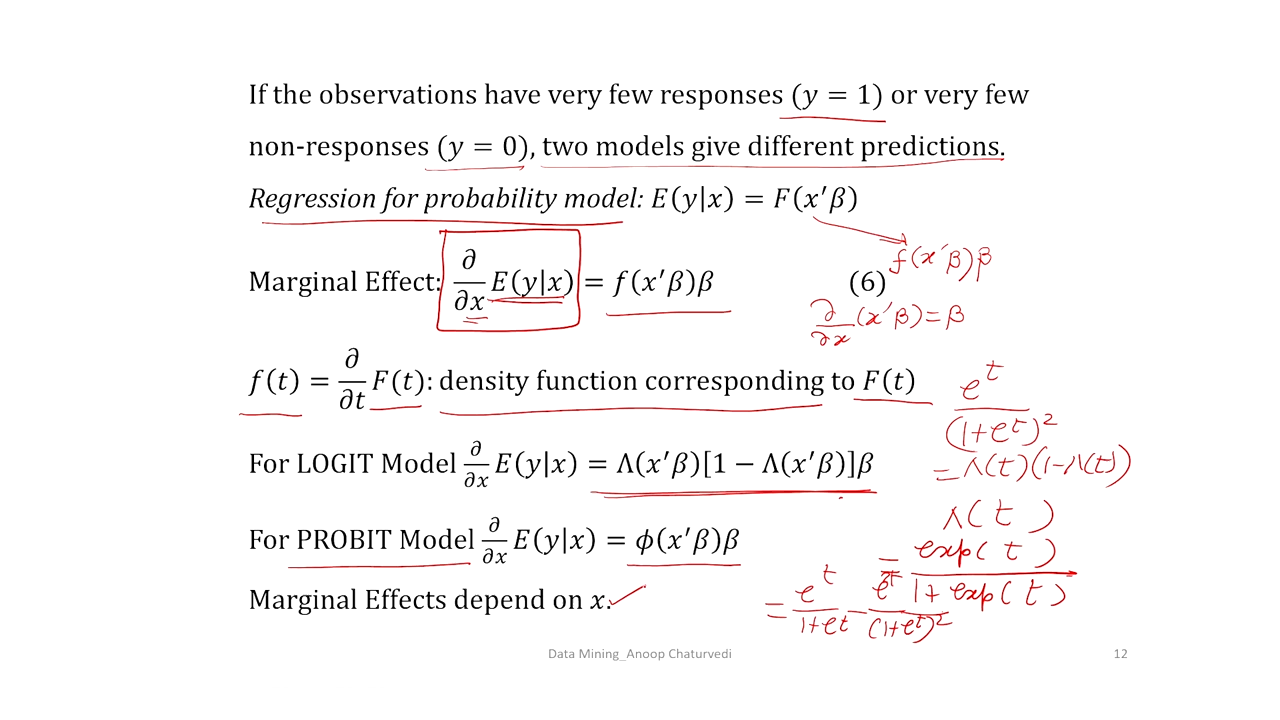 If the observations have very few responses (y = 1) or very few
non-responses (y = 0), two models give different predictions.
Regression for probability model: E(y|x) = F(x′β)
f(x′β)β
Marginal Effect: ∂/∂x E(y|x) = f(x′β)β (6)
∂/∂x (x′β) = β
f(t) = ∂/∂t F(t): density function corresponding to F(t)
e^t/(1+e^t)^2
= Λ(t)(1-Λ(t))
For LOGIT Model ∂/∂x E(y|x) = Λ(x′β)[1 − Λ(x′β)]β
Λ(t)
= exp(t)/(1+exp(t))
For PROBIT Model ∂/∂x E(y|x) = ϕ(x′β)β
= e^t/(1+e^t) - e^2t/(1+e^t)^2
Marginal Effects depend on x.
Data Mining_Anoop Chaturvedi
12